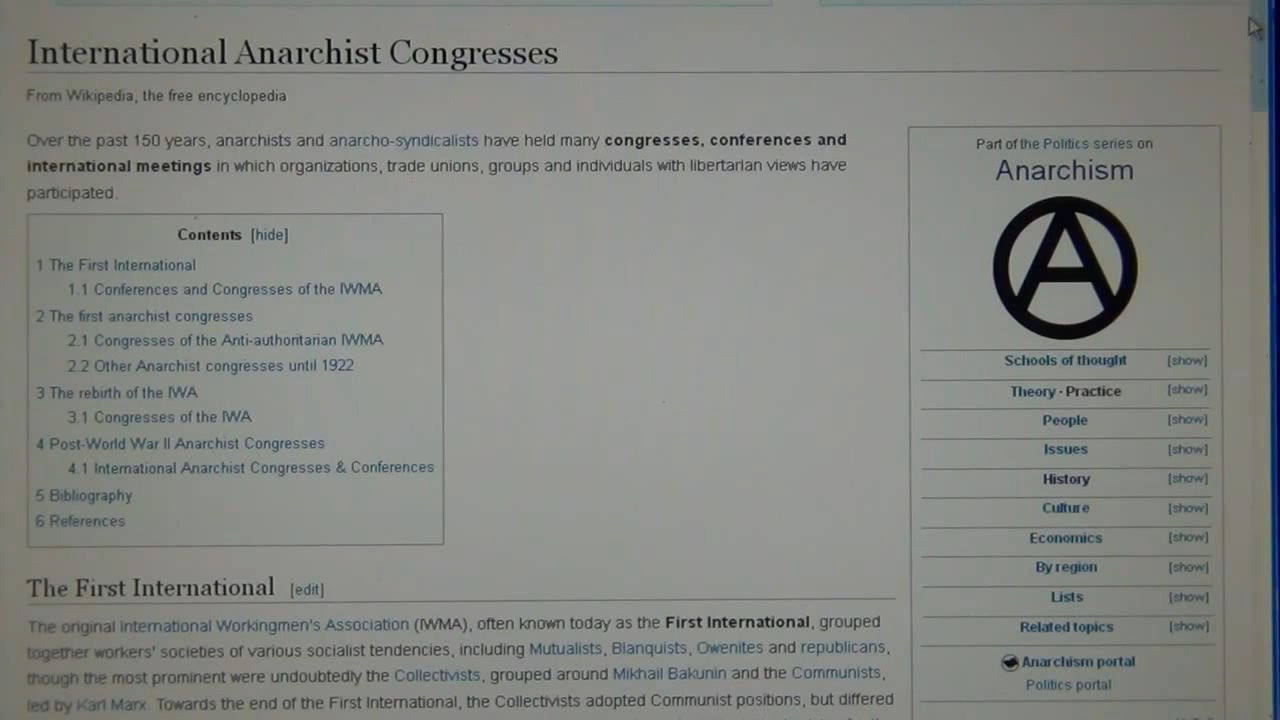 International Anarchist Congresses
From Wikipedia, the free encyclopedia
Over the past 150 years, anarchists and anarcho-syndicalists have held many congresses, conferences and
international meetings in which organizations, trade unions, groups and individuals with libertarian views have
participated.
Contents [hide]
1 The First International
1.1 Conferences and Congresses of the IWMA
2 The first anarchist congresses
2.1 Congresses of the Anti-authoritarian IWMA
2.2 Other Anarchist congresses until 1922
3 The rebirth of the IWA
3.1 Congresses of the IWA
4 Post-World War II Anarchist Congresses
4.1 International Anarchist Congresses & Conferences
5 Bibliography
6 References
The First International [edit]
The original International Workingmen's Association (IWMA), often known today as the First International, grouped
together workers' societies of various socialist tendencies, including Mutualists, Blanquists, Owenites and republicans,
though the most prominent were undoubtedly the Collectivists, grouped around Mikhail Bakunin and the Communists,
led by Karl Marx. Towards the end of the First International, the Collectivists adopted Communist positions, but differed
Part of the Politics series on
Anarchism
Schools of thought [show]
Theory · Practice [show]
People [show]
Issues [show]
History [show]
Culture [show]
Economics [show]
By region [show]
Lists [show]
Related topics [show]
Anarchism portal
Politics portal